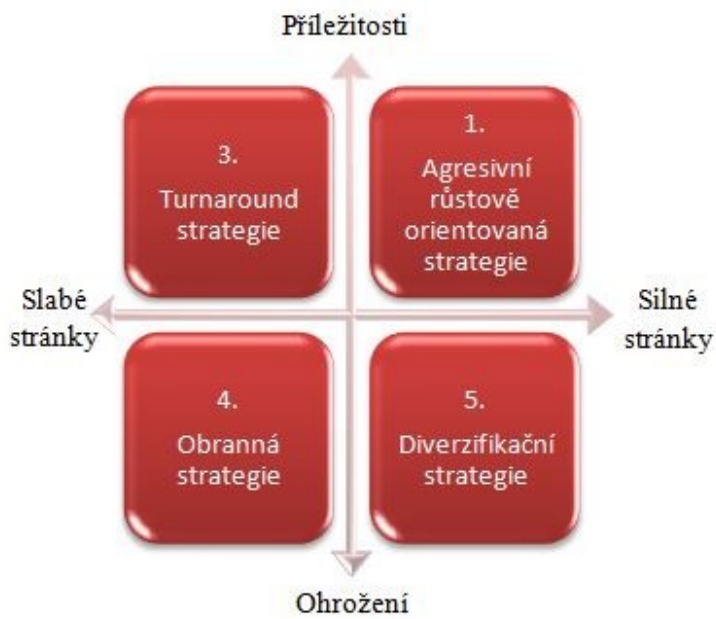 Příležitosti
3.
Turnaround
strategie
1.
Agresivní
růstově
orientovaná
strategie
Slabé
stránky
Silné
stránky
4.
Obranná
strategie
5.
Diverzifikační
strategie
Ohrožení